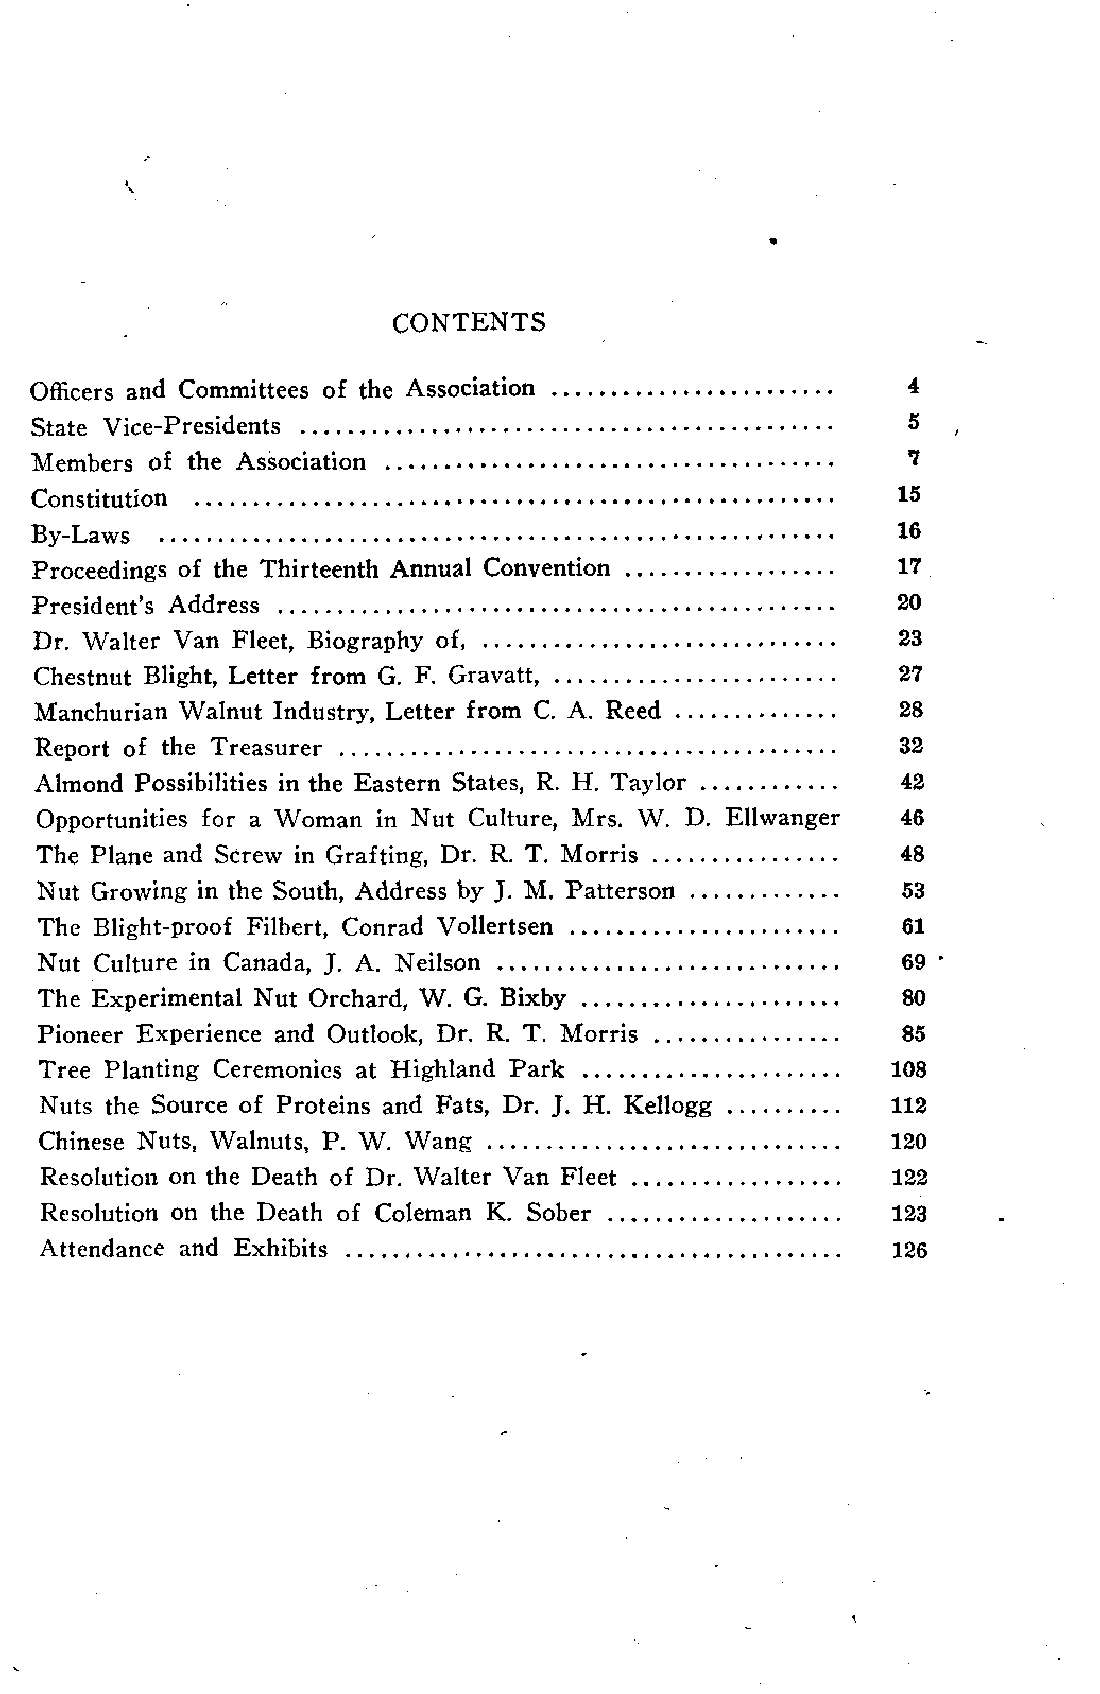 CONTENTS
Officers and Committees of the Association ........................ 4
State Vice-Presidents ............................................. 5
Members of the Association ...................................... 7
Constitution ...................................................... 15
By-Laws ......................................................... 16
Proceedings of the Thirteenth Annual Convention .................. 17
President's Address ............................................... 20
Dr. Walter Van Fleet, Biography of, .............................. 23
Chestnut Blight, Letter from G. F. Gravatt, ........................ 27
Manchurian Walnut Industry, Letter from C. A. Reed .............. 28
Report of the Treasurer .......................................... 32
Almond Possibilities in the Eastern States, R. H. Taylor ............ 42
Opportunities for a Woman in Nut Culture, Mrs. W. D. Ellwanger 46
The Plane and Screw in Grafting, Dr. R. T. Morris ................ 48
Nut Growing in the South, Address by J. M. Patterson ............. 53
The Blight-proof Filbert, Conrad Vollertsen ....................... 61
Nut Culture in Canada, J. A. Neilson ............................. 69
The Experimental Nut Orchard, W. G. Bixby ...................... 80
Pioneer Experience and Outlook, Dr. R. T. Morris ................ 85
Tree Planting Ceremonies at Highland Park ...................... 108
Nuts the Source of Proteins and Fats, Dr. J. H. Kellogg .......... 112
Chinese Nuts, Walnuts, P. W. Wang .............................. 120
Resolution on the Death of Dr. Walter Van Fleet .................. 122
Resolution on the Death of Coleman K. Sober .................... 123
Attendance and Exhibits .......................................... 126